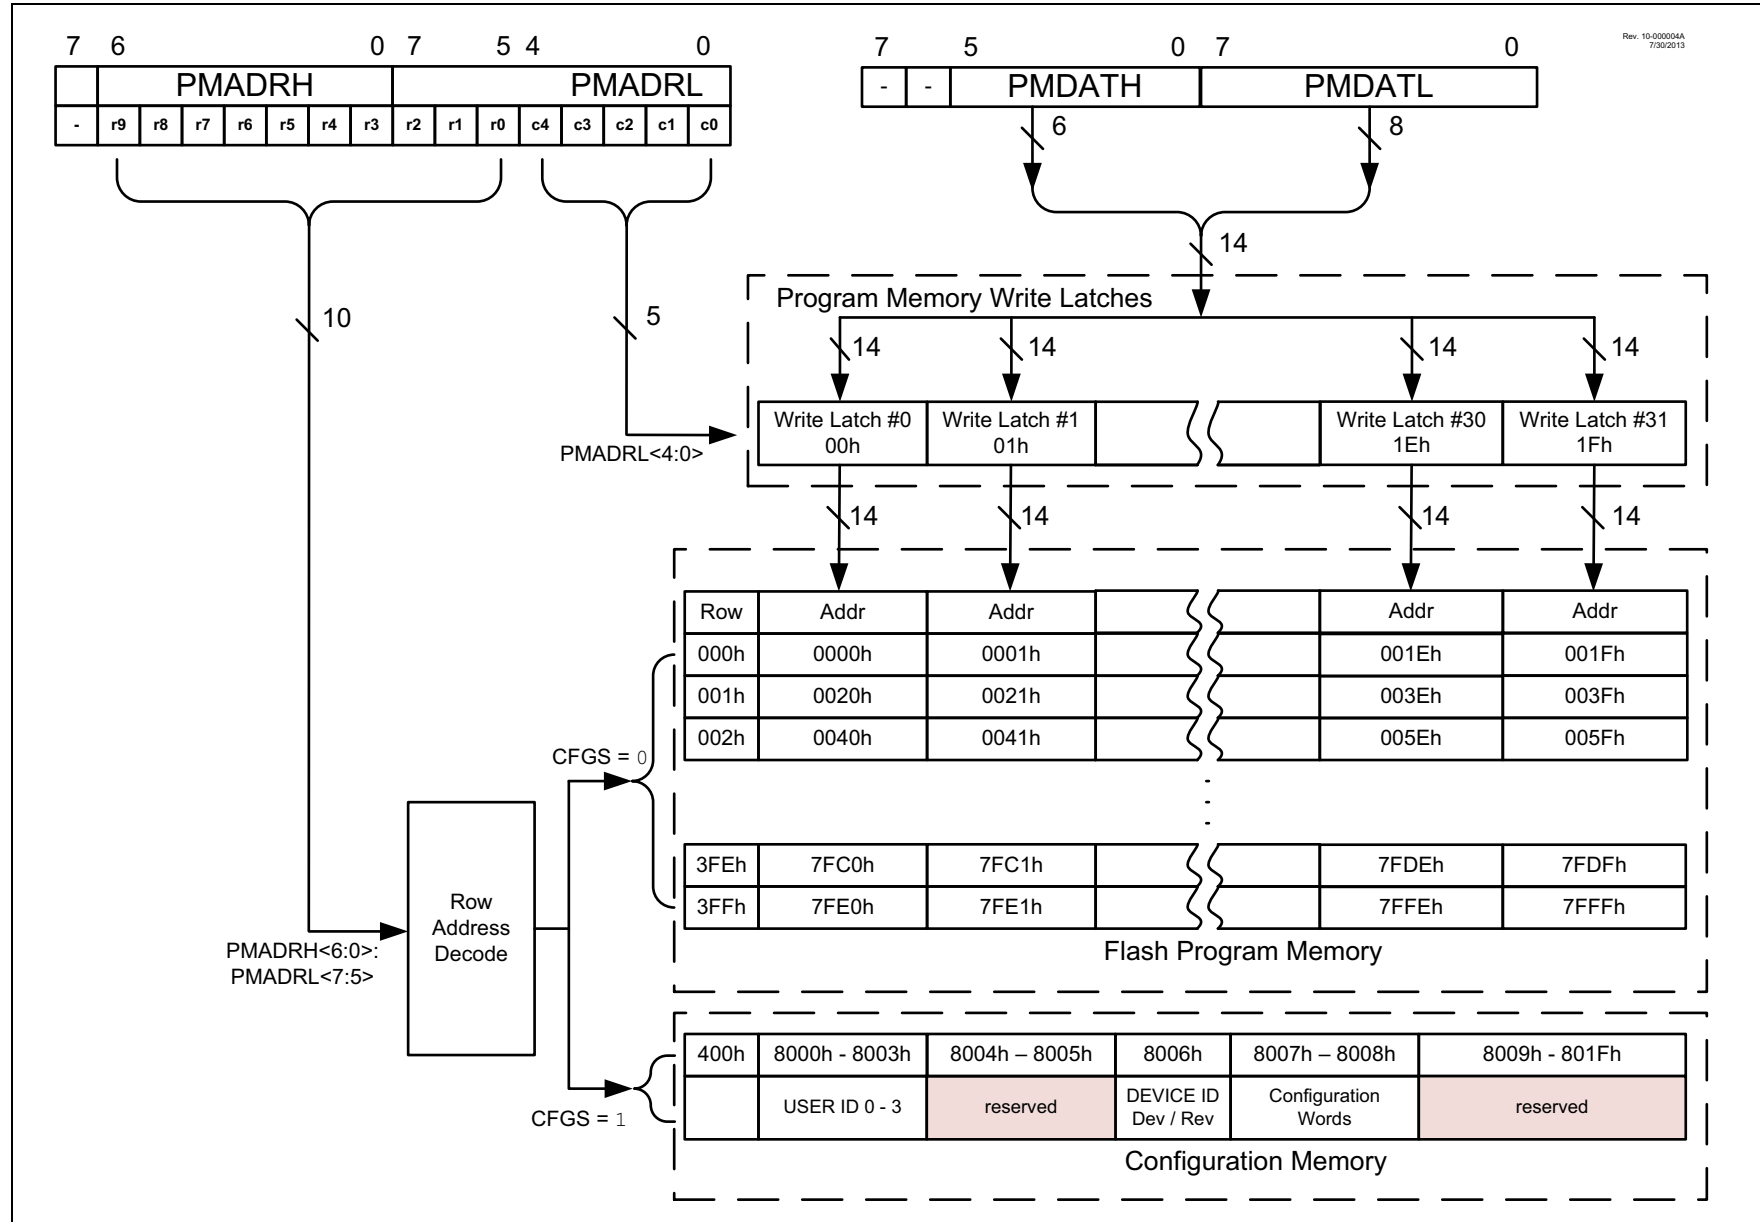 7 6 0 7 5 4 0
7 5 0 7 0
Rev. 10-000004A
7/30/2013
PMADRH PMADRL
- - PMDATH PMDATL
- r9 r8 r7 r6 r5 r4 r3 r2 r1 r0 c4 c3 c2 c1 c0
6 8
14
10 5
Program Memory Write Latches
14 14 14 14
Write Latch #0 Write Latch #1 Write Latch #30 Write Latch #31
00h 01h 1Eh 1Fh
PMADRL<4:0>
14 14 14 14
Row Addr Addr Addr Addr
000h 0000h 0001h 001Eh 001Fh
001h 0020h 0021h 003Eh 003Fh
002h 0040h 0041h 005Eh 005Fh
CFGS = 0
3FEh 7FC0h 7FC1h 7FDEh 7FDFh
3FFh 7FE0h 7FE1h 7FFEh 7FFFh
Row
Address
Decode
PMADRH<6:0>:
PMADRL<7:5>
Flash Program Memory
400h 8000h - 8003h 8004h – 8005h 8006h 8007h – 8008h 8009h - 801Fh
USER ID 0 - 3 reserved DEVICE ID Configuration reserved
Dev / Rev Words
CFGS = 1
Configuration Memory